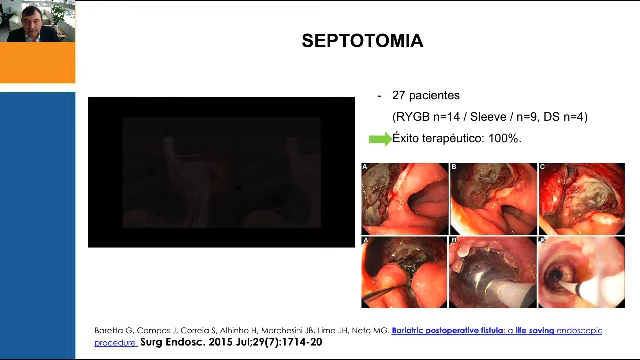 SEPTOTOMIA
- 27 pacientes
(RYGB n=14 / Sleeve / n=9, DS n=4)
Éxito terapéutico: 100%.
A
B
C
A
Baretta G, Campos J, Correia S, Alhinho H, Marchesini JB, Lima JH, Neto MG. Bariatric postoperative fistula: a life-saving endoscopic
procedure. Surg Endosc. 2015 Jul;29(7):1714-20